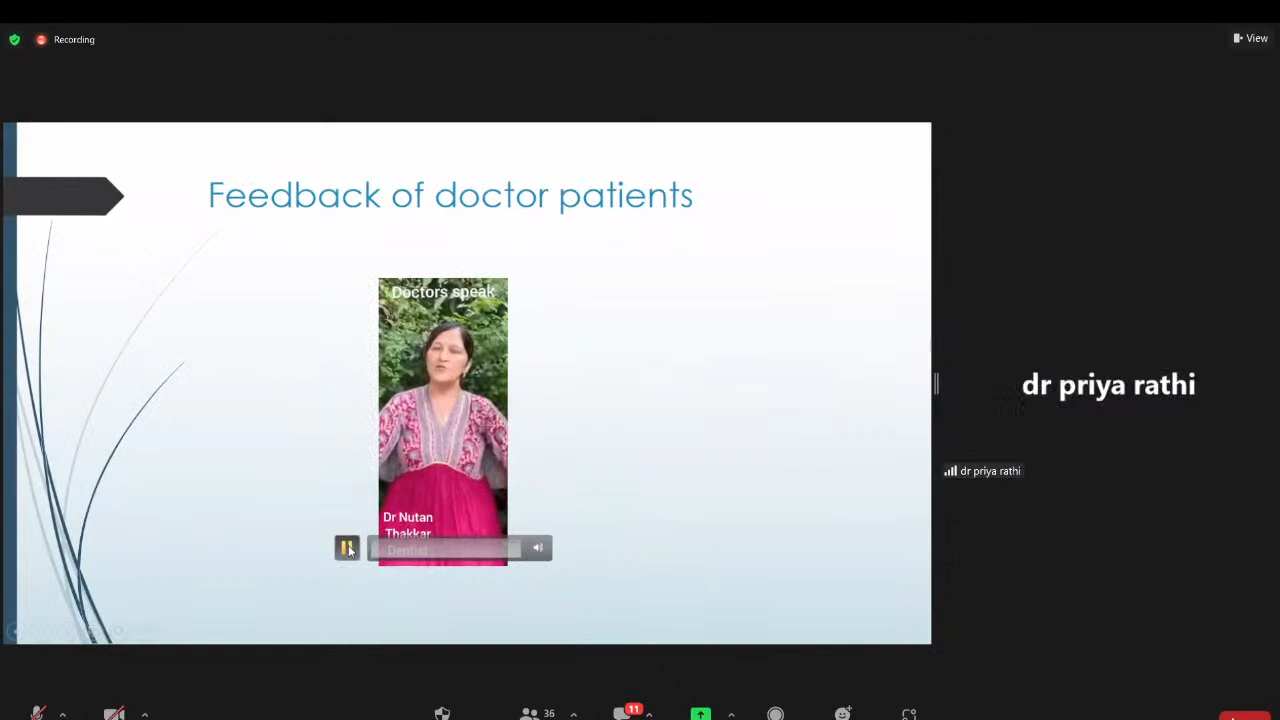 Recording
View
Feedback of doctor patients
Doctors speak
Dr Nutan
Thakkar
Dentist
dr priya rathi
dr priya rathi
36
11